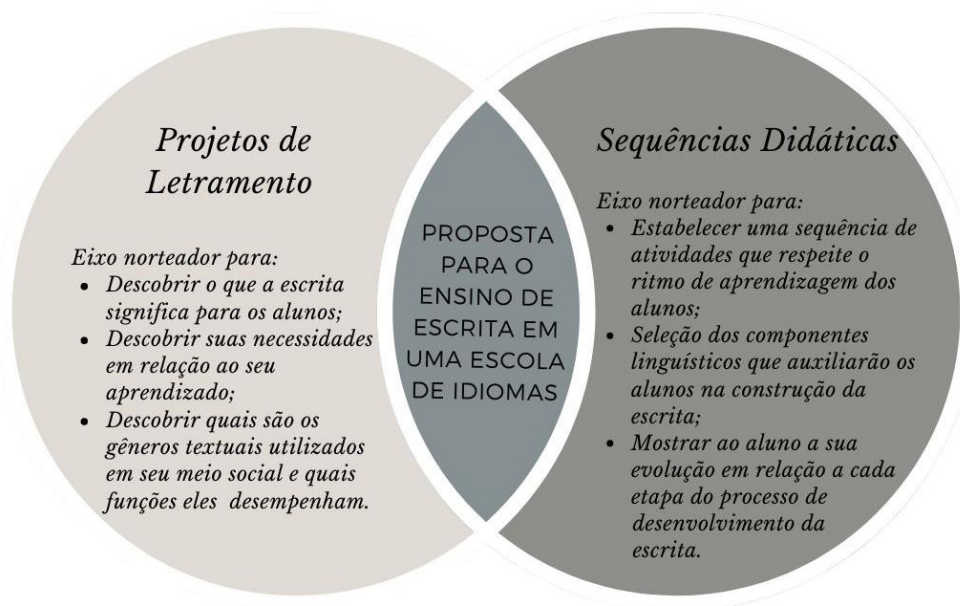 Projetos de
Letramento
Eixo norteador para:
• Descobrir o que a escrita
significa para os alunos;
• Descobrir suas necessidades
em relação ao seu
aprendizado;
• Descobrir quais são os
gêneros textuais utilizados
em seu meio social e quais
funções eles desempenham.
PROPOSTA
PARA O
ENSINO DE
ESCRITA EM
UMA ESCOLA
DE IDIOMAS
Sequências Didáticas
Eixo norteador para:
• Estabelecer uma sequência de
atividades que respeite o
ritmo de aprendizagem dos
alunos;
• Seleção dos componentes
linguísticos que auxiliarão os
alunos na construção da
escrita;
• Mostrar ao aluno a sua
evolução em relação a cada
etapa do processo de
desenvolvimento da
escrita.